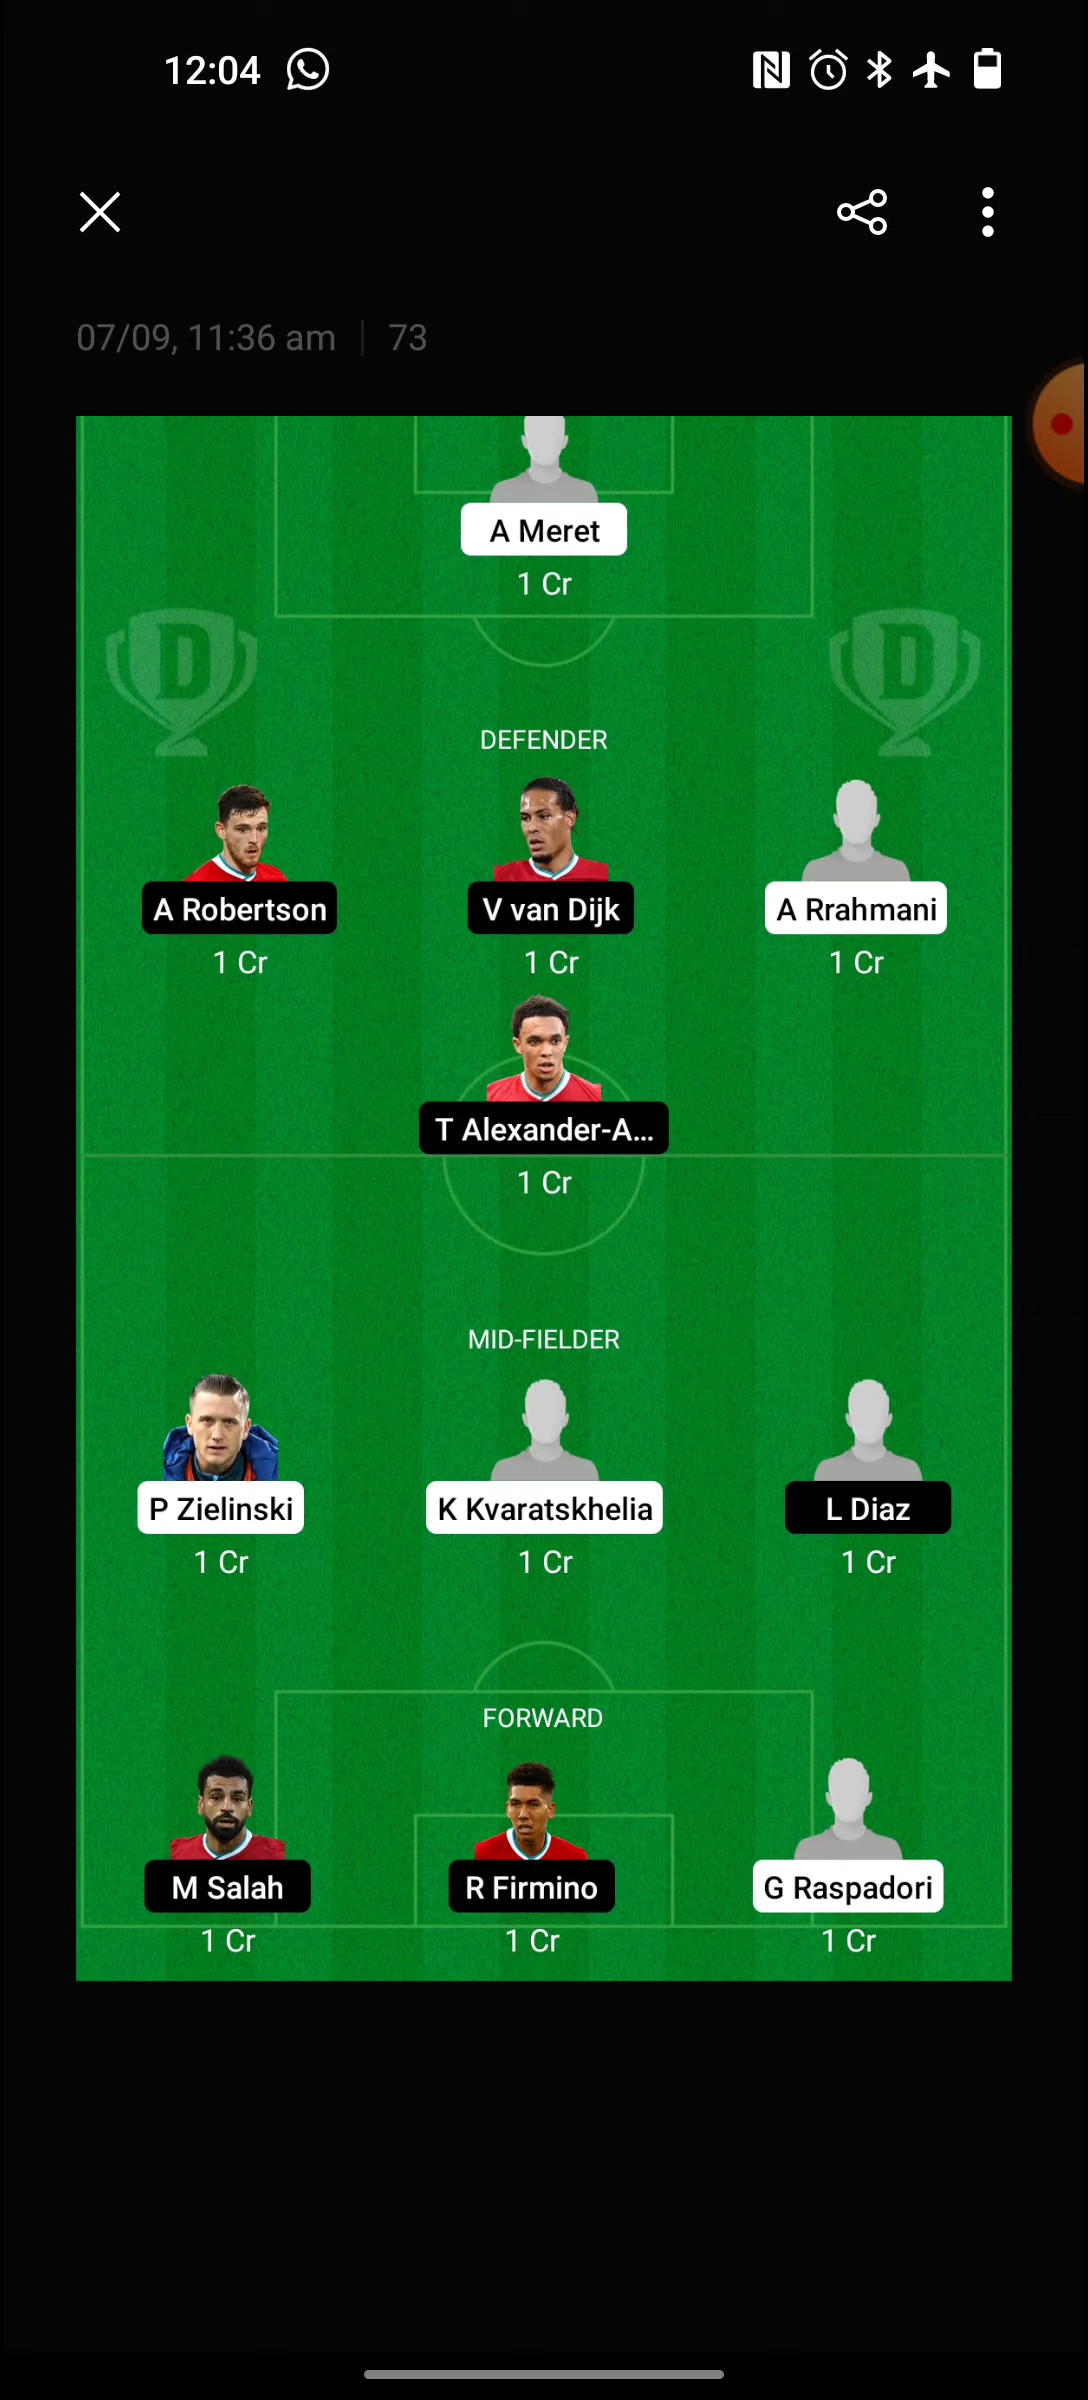 12:04
07/09, 11:36 am | 73
A Meret
1 Cr
D D
DEFENDER
A Robertson V van Dijk A Rrahmani
1 Cr 1 Cr 1 Cr
T Alexander-A...
1 Cr
MID-FIELDER
P Zielinski K Kvaratskhelia L Diaz
1 Cr 1 Cr 1 Cr
FORWARD
M Salah R Firmino G Raspadori
1 Cr 1 Cr 1 Cr